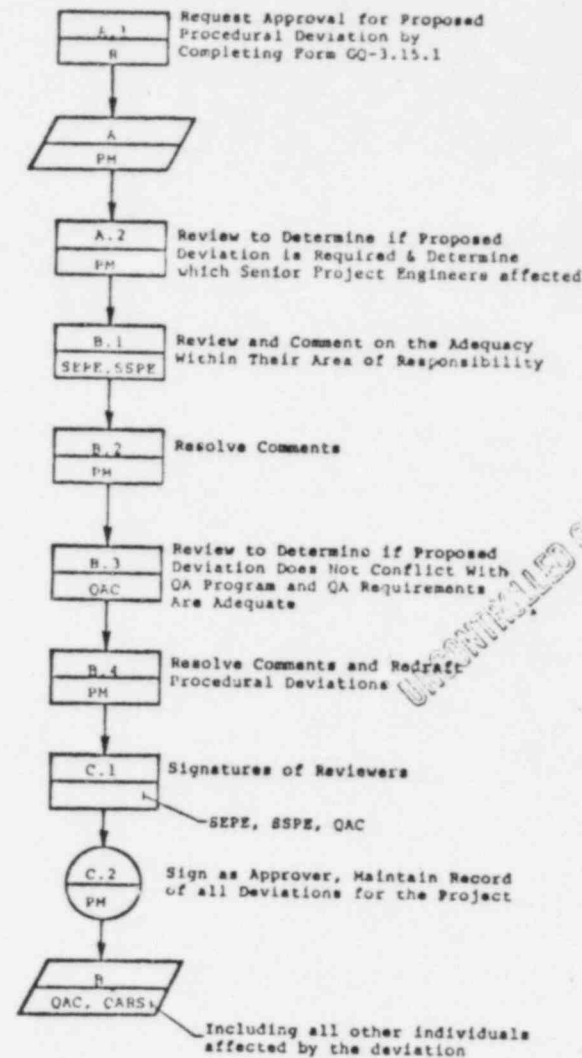 A.1
Request Approval for Proposed
Procedural Deviation by
Completing Form GQ-3.15.1
R
A
PM
A.2
PM
Review to Determine if Proposed
Deviation is Required & Determine
which Senior Project Engineers affected
B.1
SEPE, SSPE
Review and Comment on the Adequacy
Within Their Area of Responsibility
B.2
PM
Resolve Comments
B.3
QAC
Review to Determine if Proposed
Deviation Does Not Conflict With
QA Program and QA Requirements
Are Adequate
B.4
PM
Resolve Comments and Redraft
Procedural Deviations
UNCONTROLLED
C.1
Signatures of Reviewers
SEPE, SSPE, QAC
C.2
PM
Sign as Approver, Maintain Record
of all Deviations for the Project
B
QAC, CARS
Including all other individuals
affected by the deviation